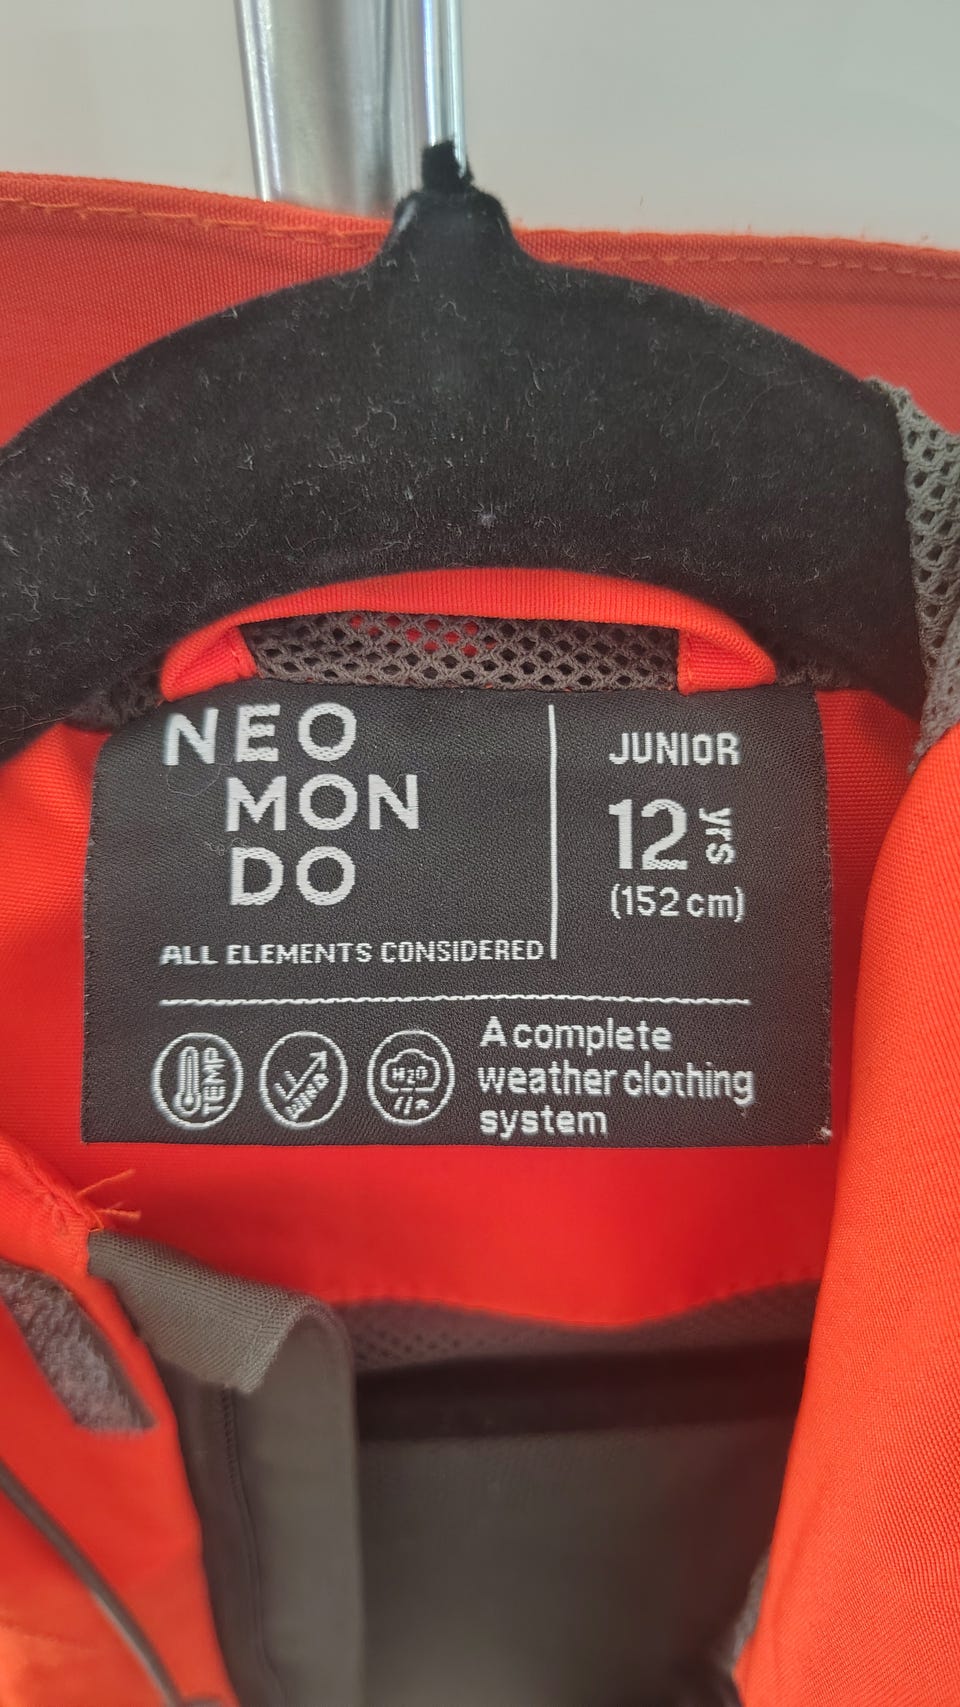 NEO
MON
DO
ALL ELEMENTS CONSIDERED
JUNIOR
12 yrs
(152 cm)
TEMP
WIND
H2O
A complete
weather clothing
system